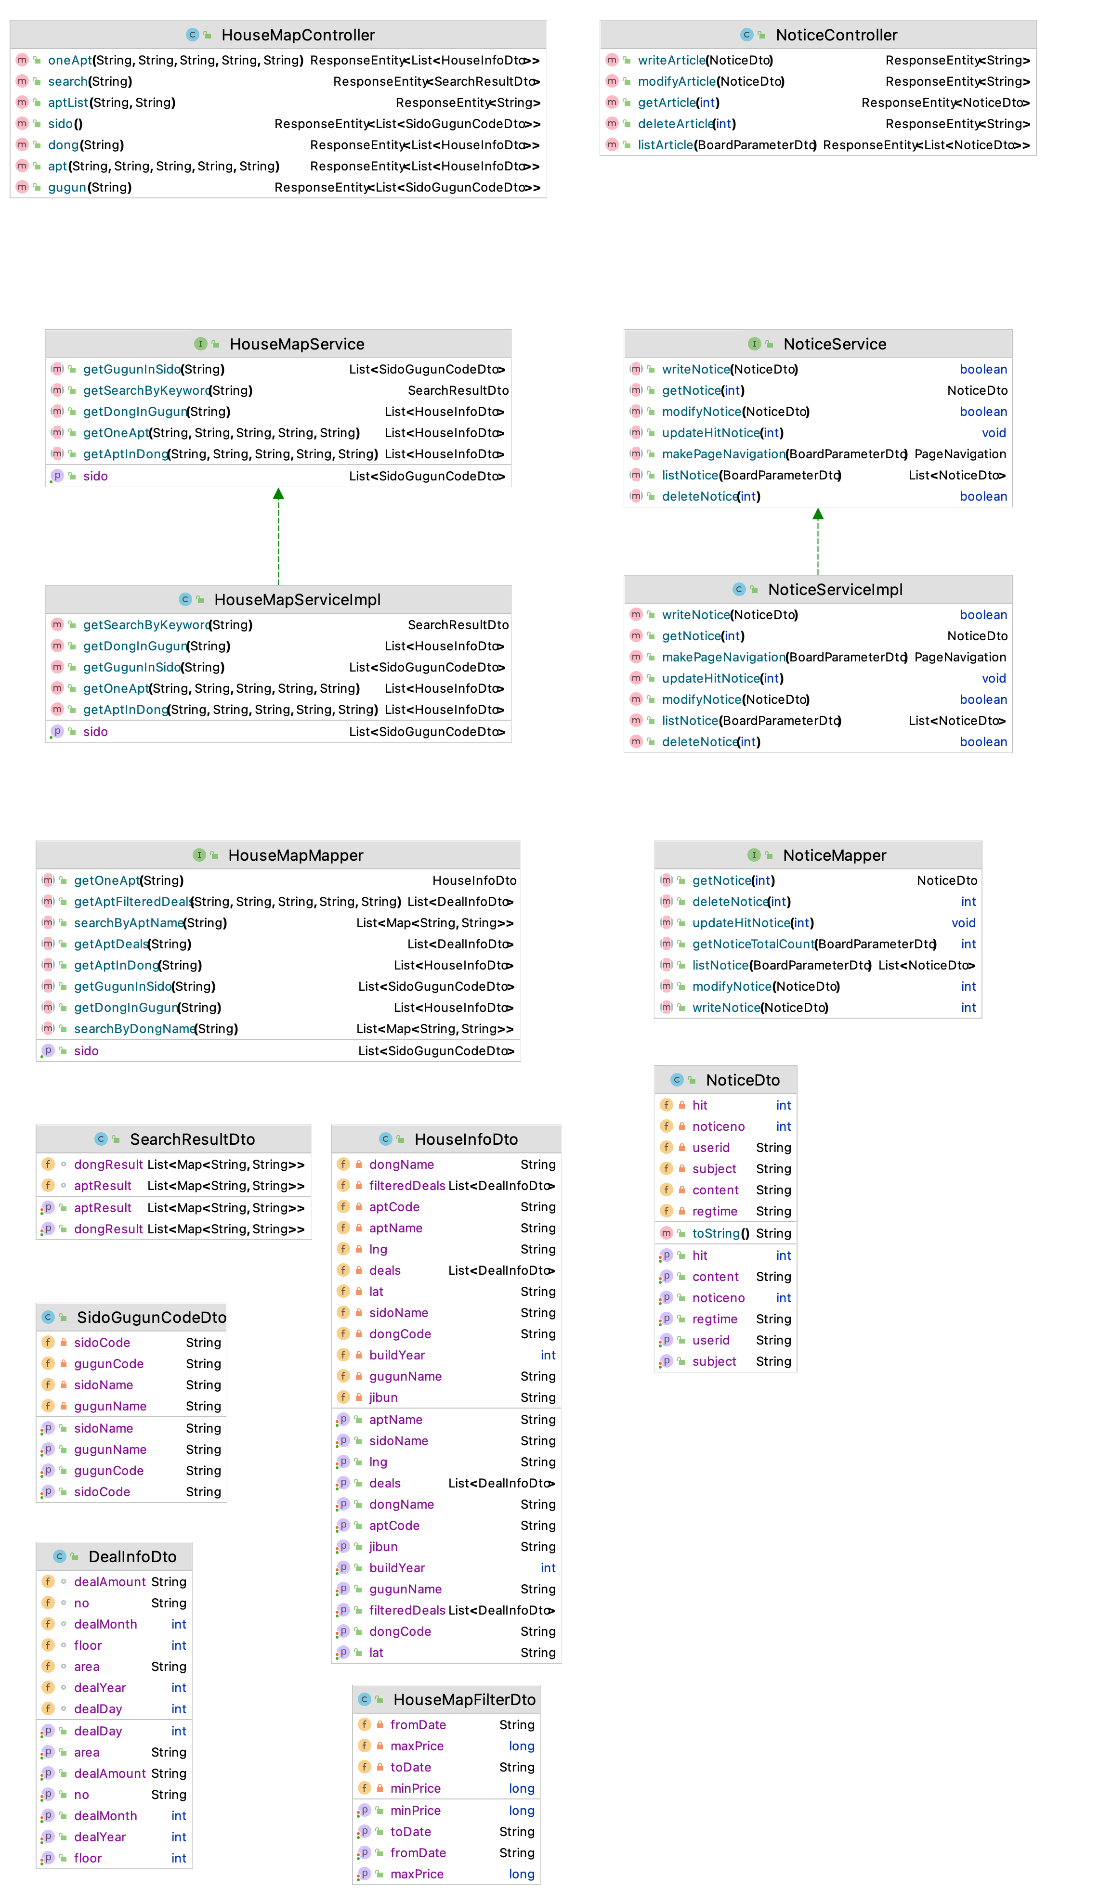 HouseMapController
oneApt(String, String, String, String, String) ResponseEntity<List<HouseInfoDto>>
search(String) ResponseEntity<SearchResultDto>
aptList(String, String) ResponseEntity<String>
sido() ResponseEntity<List<SidoGugunCodeDto>>
dong(String) ResponseEntity<List<HouseInfoDto>>
apt(String, String, String, String, String) ResponseEntity<List<HouseInfoDto>>
gugun(String) ResponseEntity<List<SidoGugunCodeDto>>
NoticeController
writeArticle(NoticeDto) ResponseEntity<String>
modifyArticle(NoticeDto) ResponseEntity<String>
getArticle(int) ResponseEntity<NoticeDto>
deleteArticle(int) ResponseEntity<String>
listArticle(BoardParameterDto) ResponseEntity<List<NoticeDto>>
HouseMapService
getGugunInSido(String) List<SidoGugunCodeDto>
getSearchByKeyword(String) SearchResultDto
getDongInGugun(String) List<HouseInfoDto>
getOneApt(String, String, String, String, String) List<HouseInfoDto>
getAptInDong(String, String, String, String, String) List<HouseInfoDto>
sido List<SidoGugunCodeDto>
NoticeService
writeNotice(NoticeDto) boolean
getNotice(int) NoticeDto
modifyNotice(NoticeDto) boolean
updateHitNotice(int) void
makePageNavigation(BoardParameterDto) PageNavigation
listNotice(BoardParameterDto) List<NoticeDto>
deleteNotice(int) boolean
HouseMapServiceImpl
getSearchByKeyword(String) SearchResultDto
getDongInGugun(String) List<HouseInfoDto>
getGugunInSido(String) List<SidoGugunCodeDto>
getOneApt(String, String, String, String, String) List<HouseInfoDto>
getAptInDong(String, String, String, String, String) List<HouseInfoDto>
sido List<SidoGugunCodeDto>
NoticeServiceImpl
writeNotice(NoticeDto) boolean
getNotice(int) NoticeDto
makePageNavigation(BoardParameterDto) PageNavigation
updateHitNotice(int) void
modifyNotice(NoticeDto) boolean
listNotice(BoardParameterDto) List<NoticeDto>
deleteNotice(int) boolean
HouseMapMapper
getOneApt(String) HouseInfoDto
getAptFilteredDeals(String, String, String, String, String) List<DealInfoDto>
searchByAptName(String) List<Map<String, String>>
getAptDeals(String) List<DealInfoDto>
getAptInDong(String) List<HouseInfoDto>
getGugunInSido(String) List<SidoGugunCodeDto>
getDongInGugun(String) List<HouseInfoDto>
searchByDongName(String) List<Map<String, String>>
sido List<SidoGugunCodeDto>
NoticeMapper
getNotice(int) NoticeDto
deleteNotice(int) int
updateHitNotice(int) void
getNoticeTotalCount(BoardParameterDto) int
listNotice(BoardParameterDto) List<NoticeDto>
modifyNotice(NoticeDto) int
writeNotice(NoticeDto) int
NoticeDto
hit int
noticeno int
userid String
subject String
content String
regtime String
toString() String
hit int
content String
noticeno int
regtime String
userid String
subject String
SearchResultDto
dongResult List<Map<String, String>>
aptResult List<Map<String, String>>
aptResult List<Map<String, String>>
dongResult List<Map<String, String>>
HouseInfoDto
dongName String
filteredDeals List<DealInfoDto>
aptCode String
aptName String
lng String
deals List<DealInfoDto>
lat String
sidoName String
dongCode String
buildYear int
gugunName String
jibun String
aptName String
sidoName String
lng String
deals List<DealInfoDto>
dongName String
aptCode String
jibun String
buildYear int
gugunName String
filteredDeals List<DealInfoDto>
dongCode String
lat String
SidoGugunCodeDto
sidoCode String
gugunCode String
sidoName String
gugunName String
sidoName String
gugunName String
gugunCode String
sidoCode String
DealInfoDto
dealAmount String
no String
dealMonth int
floor int
area String
dealYear int
dealDay int
dealDay int
area String
dealAmount String
no String
dealMonth int
dealYear int
floor int
HouseMapFilterDto
fromDate String
maxPrice long
toDate String
minPrice long
minPrice long
toDate String
fromDate String
maxPrice long